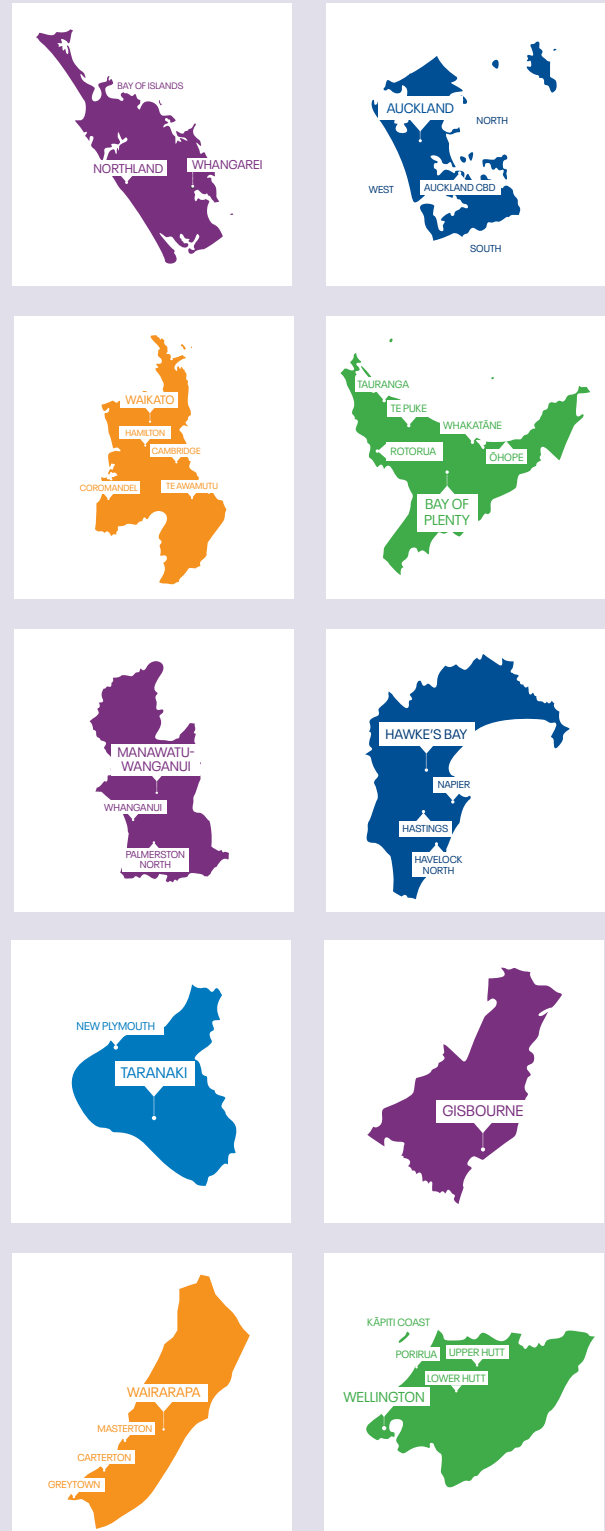 BAY OF ISLANDS
NORTHLAND
WHANGAREI
AUCKLAND
NORTH
WEST
AUCKLAND CBD
SOUTH
WAIKATO
HAMILTON
CAMBRIDGE
COROMANDEL
TE AWAMUTU
TAURANGA
TE PUKE
WHAKATĀNE
ROTORUA
ŌHOPE
BAY OF
PLENTY
MANAWATU-
WANGANUI
WHANGANUI
PALMERSTON
NORTH
HAWKE'S BAY
NAPIER
HASTINGS
HAVELOCK
NORTH
NEW PLYMOUTH
TARANAKI
GISBOURNE
WAIRARAPA
MASTERTON
CARTERTON
GREYTOWN
KĀPITI COAST
PORIRUA
UPPER HUTT
LOWER HUTT
WELLINGTON